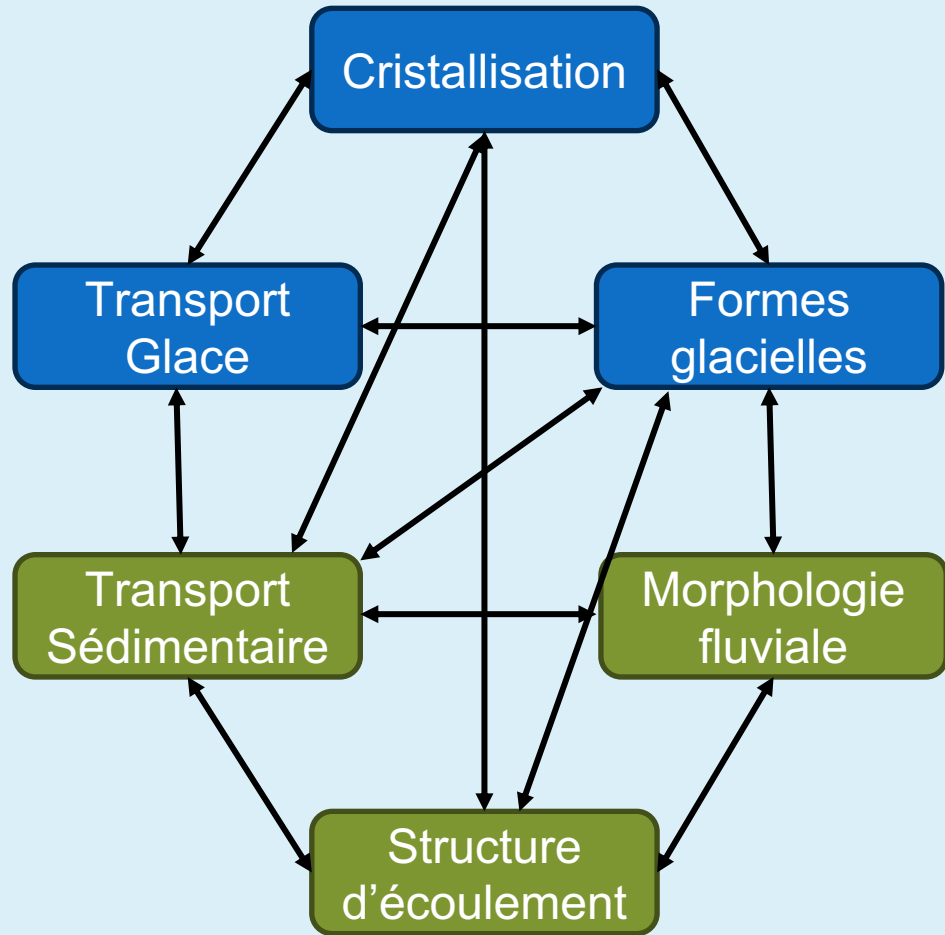 Cristallisation
Transport
Glace
Formes
glacielles
Transport
Sédimentaire
Morphologie
fluviale
Structure
d’écoulement